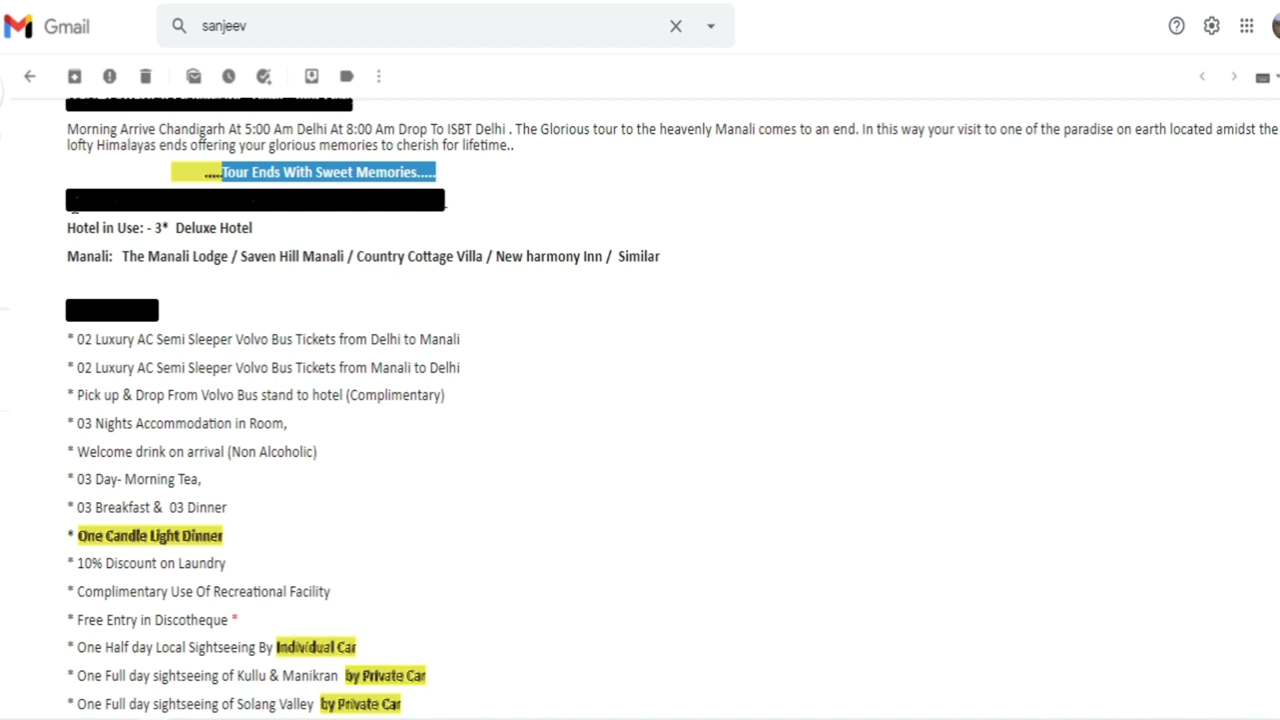 Gmail
sanjeev
Morning Arrive Chandigarh At 5:00 Am Delhi At 8:00 Am Drop To ISBT Delhi . The Glorious tour to the heavenly Manali comes to an end. In this way your visit to one of the paradise on earth located amidst the
lofty Himalayas ends offering your glorious memories to cherish for lifetime..
.....Tour Ends With Sweet Memories.....
Hotel in Use: - 3* Deluxe Hotel
Manali: The Manali Lodge / Saven Hill Manali / Country Cottage Villa / New harmony Inn / Similar
* 02 Luxury AC Semi Sleeper Volvo Bus Tickets from Delhi to Manali
* 02 Luxury AC Semi Sleeper Volvo Bus Tickets from Manali to Delhi
* Pick up & Drop From Volvo Bus stand to hotel (Complimentary)
* 03 Nights Accommodation in Room,
* Welcome drink on arrival (Non Alcoholic)
* 03 Day- Morning Tea,
* 03 Breakfast & 03 Dinner
* One Candle Light Dinner
* 10% Discount on Laundry
* Complimentary Use Of Recreational Facility
* Free Entry in Discotheque *
* One Half day Local Sightseeing By Individual Car
* One Full day sightseeing of Kullu & Manikran by Private Car
* One Full day sightseeing of Solang Valley by Private Car